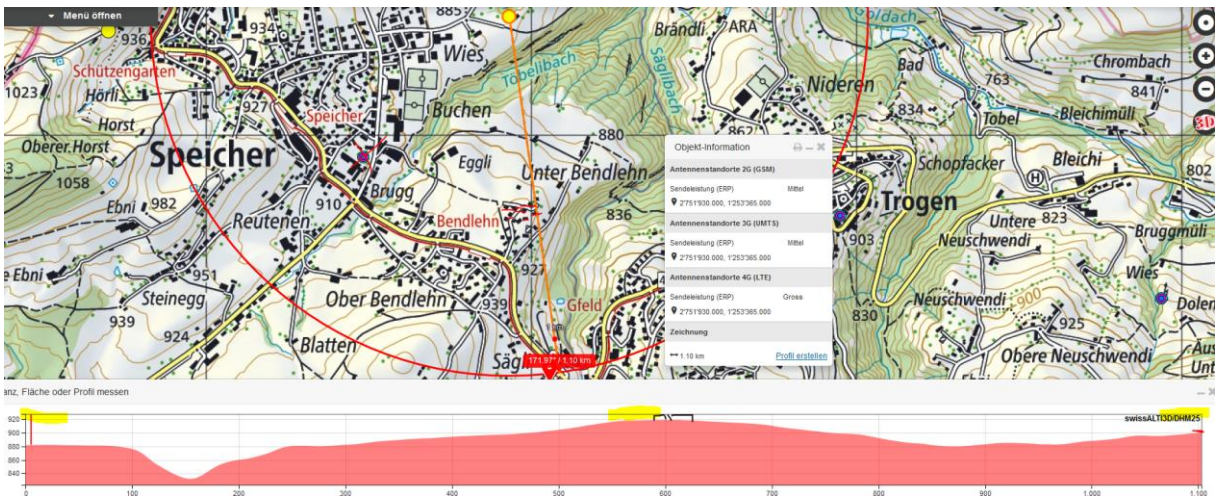 Menü öffnen
885
936
934
Wies
Brändli
ARA
Goldach
Bad
763
Chrombach
Schützengarten
Töbelibach
Säglibach
1023
Hörli
927
Nideren
841
Horst
Speicher
Buchen
834
Tobel
Bleichimüli
3D
Oberer.Horst
880
862
Speicher
Eggli
Unter Bendlehn
Objekt-Information
Schopfacker
Bleichi
1058
Antennenstandorte 2G (GSM)
802
Ebni
982
Brugg
Sendeleistung (ERP) Mittel
H
910
2'751'930.000, 1'253'365.000
Trogen
Reutenen
Bendlehn
836
Antennenstandorte 3G (UMTS)
Untere
823
Neuschwendi
Bruggmüli
Sendeleistung (ERP) Mittel
903
e Ebni
951
927
2'751'930.000, 1'253'365.000
Wies
Steinegg
Ober Bendlehn
939
Gfeld
Antennenstandorte 4G (LTE)
Neuschwendi
900
Dolen
939
Sendeleistung (ERP) Gross
830
924
2'751'930.000, 1'253'365.000
925
Blatten
1 km
Zeichnung
Obere Neuschwendi
Säg
1.10 km Profil erstellen
anz, Fläche oder Profil messen
swissALTI3D/DHM25
920
900
880
860
840
0 100 200 300 400 500 600 700 800 900 1.000 1.100